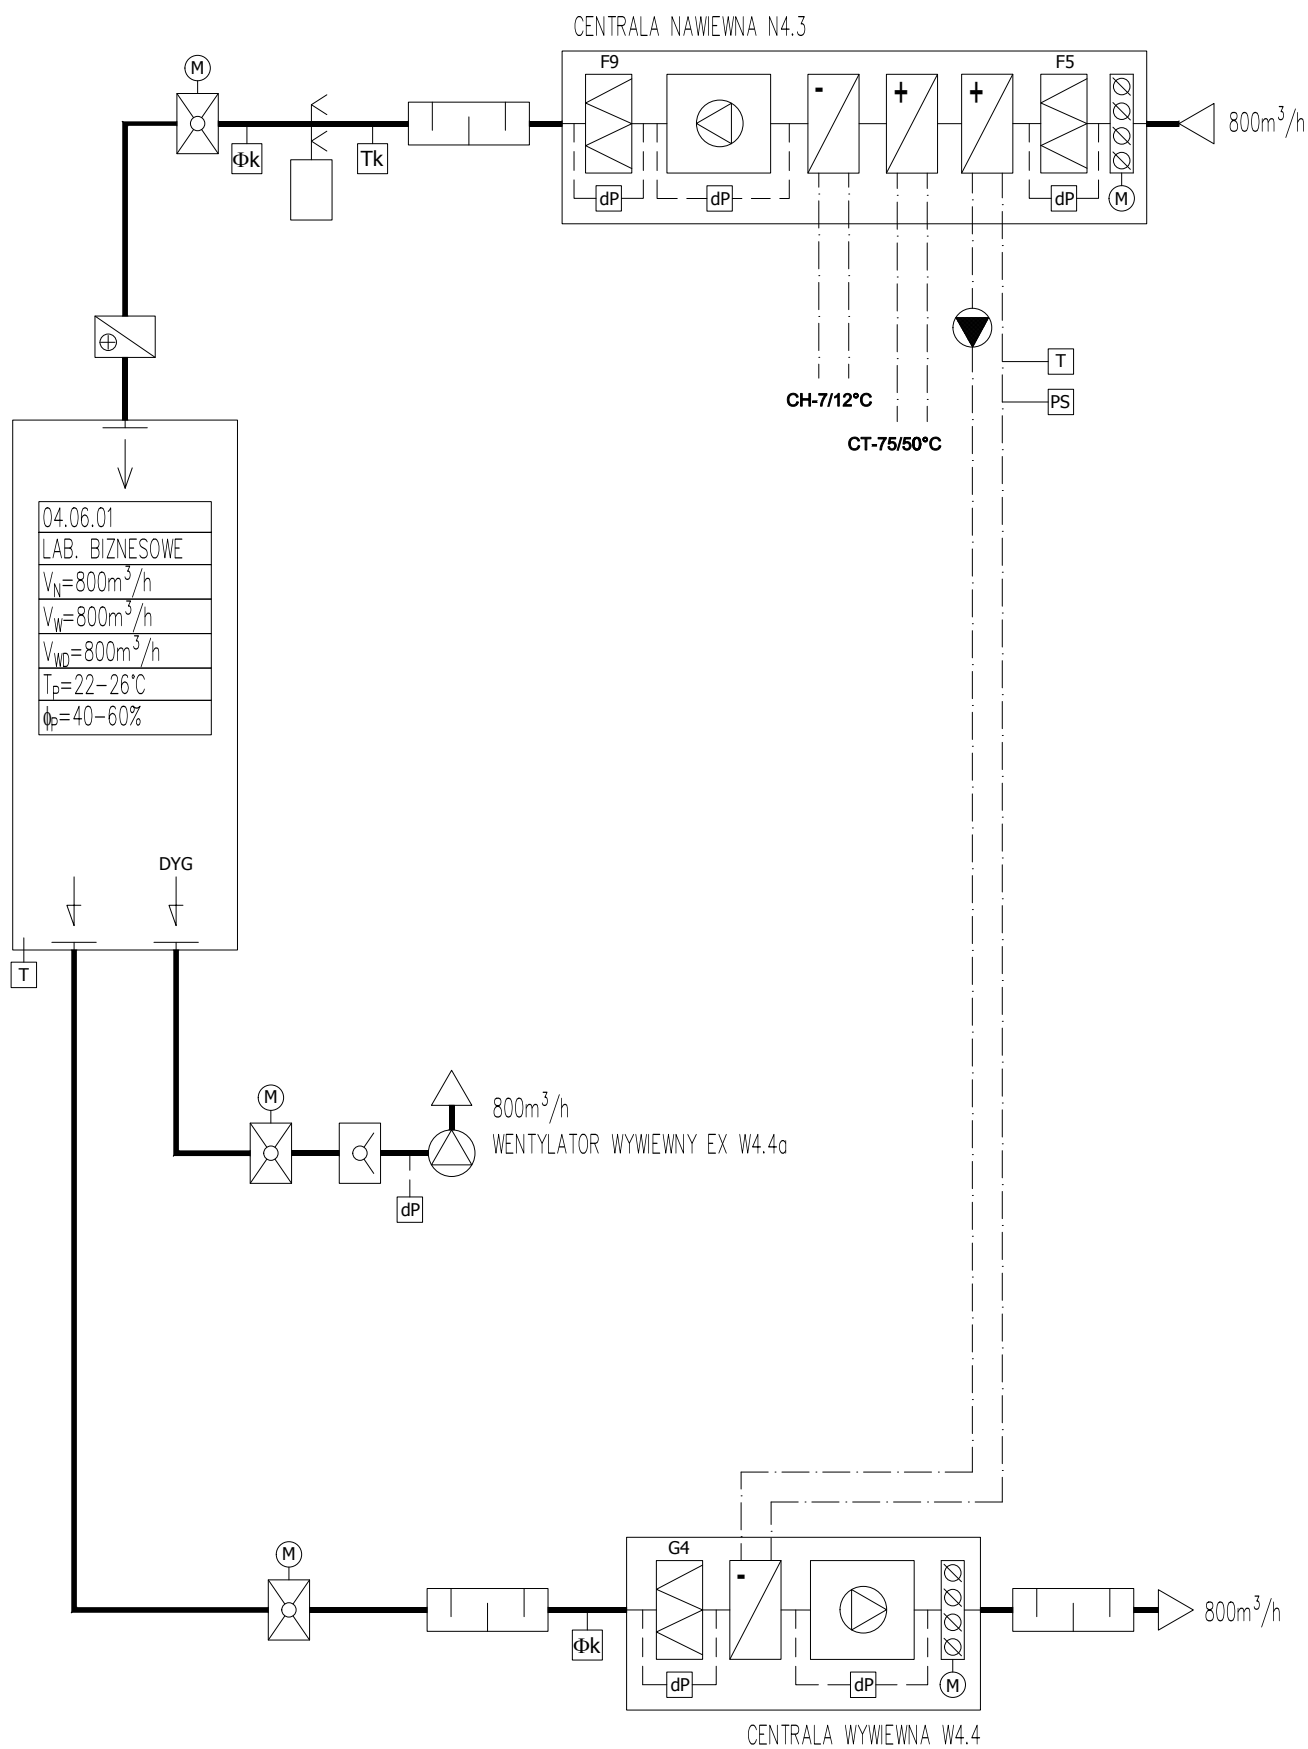 CENTRALA NAWIEWNA N4.3
M
F9
F5
-
+
+
800m³/h
Φk
Tk
dP
dP
dP
M
T
CH-7/12°C
PS
CT-75/50°C
04.06.01
LAB. BIZNESOWE
V_N=800m³/h
V_W=800m³/h
V_WD=800m³/h
T_P=22-26°C
ϕ_P=40-60%
DYG
T
M
800m³/h
WENTYLATOR WYWIEWNY EX W4.4a
dP
M
G4
-
800m³/h
Φk
dP
dP
M
CENTRALA WYWIEWNA W4.4